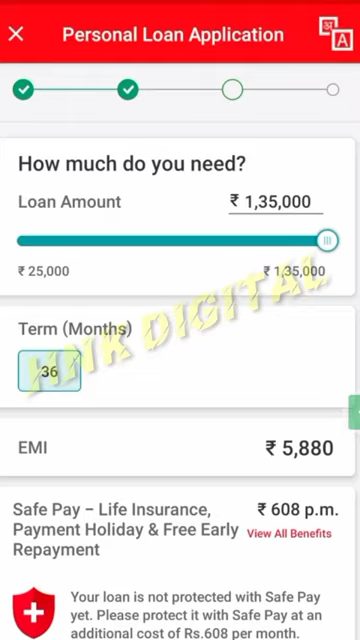 Personal Loan Application
अ
A
How much do you need?
Loan Amount
₹ 1,35,000
₹ 25,000
₹ 1,35,000
Term (Months)
36
HNK DIGITAL
EMI
₹ 5,880
Safe Pay – Life Insurance,
Payment Holiday & Free Early
Repayment
₹ 608 p.m.
View All Benefits
Your loan is not protected with Safe Pay
yet. Please protect it with Safe Pay at an
additional cost of Rs.608 per month.